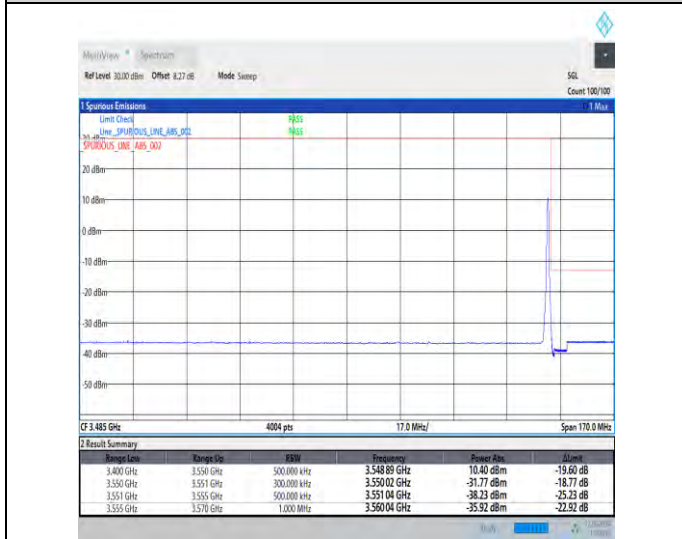 MultiView Spectrum
Ref Level 30.00 dBm Offset 8.27 dB Mode Sweep SGL
Count 100/100
1 Spurious Emissions 1 Max
Limit Check PASS
Line _SPURIOUS_LINE_ABS_002 PASS
SPURIOUS_LINE_ABS_002
20 dBm
10 dBm
0 dBm
-10 dBm
-20 dBm
-30 dBm
-40 dBm
-50 dBm
CF 3.485 GHz 4004 pts 17.0 MHz/ Span 170.0 MHz
2 Result Summary
Range Low Range Up RBW Frequency Power Abs ΔLimit
3.400 GHz 3.550 GHz 500.000 kHz 3.548 89 GHz 10.40 dBm -19.60 dB
3.550 GHz 3.551 GHz 300.000 kHz 3.550 02 GHz -31.77 dBm -18.77 dB
3.551 GHz 3.555 GHz 500.000 kHz 3.551 04 GHz -38.23 dBm -25.23 dB
3.555 GHz 3.570 GHz 1.000 MHz 3.560 04 GHz -35.92 dBm -22.92 dB